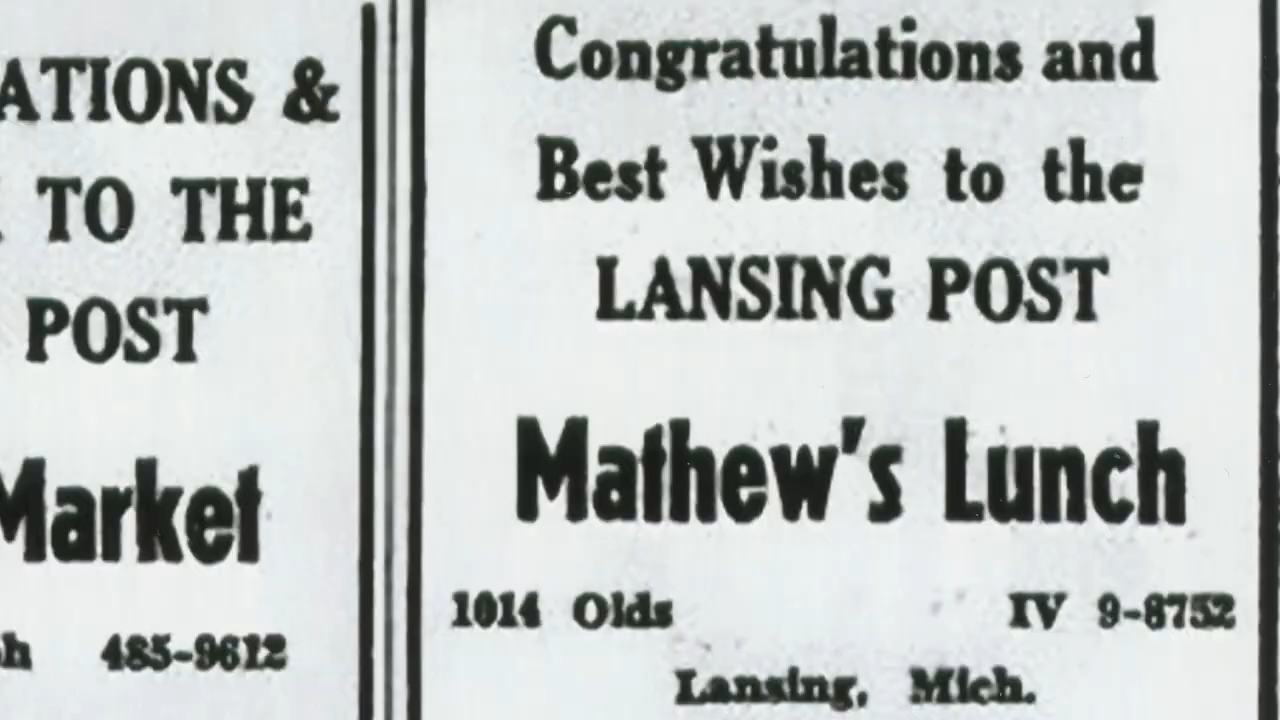 ATIONS &
TO THE
POST
Market
485-9612
Congratulations and
Best Wishes to the
LANSING POST
Mathew's Lunch
1014 Olds IV 9-8752
Lansing, Mich.